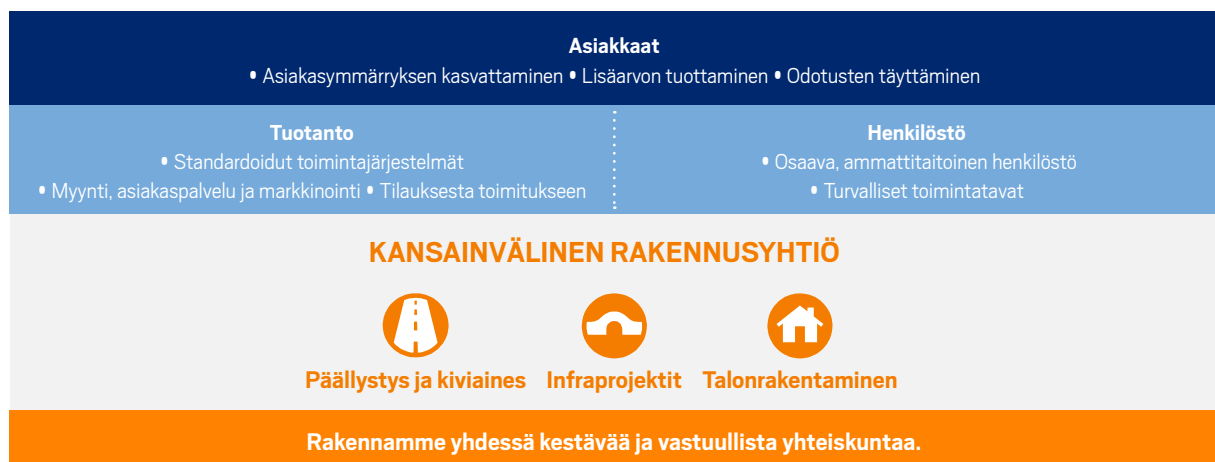 Asiakkaat
• Asiakasymmärryksen kasvattaminen • Lisäarvon tuottaminen • Odotusten täyttäminen
Tuotanto
• Standardoidut toimintajärjestelmät
• Myynti, asiakaspalvelu ja markkinointi • Tilauksesta toimitukseen
Henkilöstö
• Osaava, ammattitaitoinen henkilöstö
• Turvalliset toimintatavat
KANSAINVÄLINEN RAKENNUSYHTIÖ
Päällystys ja kiviaines
Infraprojektit
Talonrakentaminen
Rakennamme yhdessä kestävää ja vastuullista yhteiskuntaa.